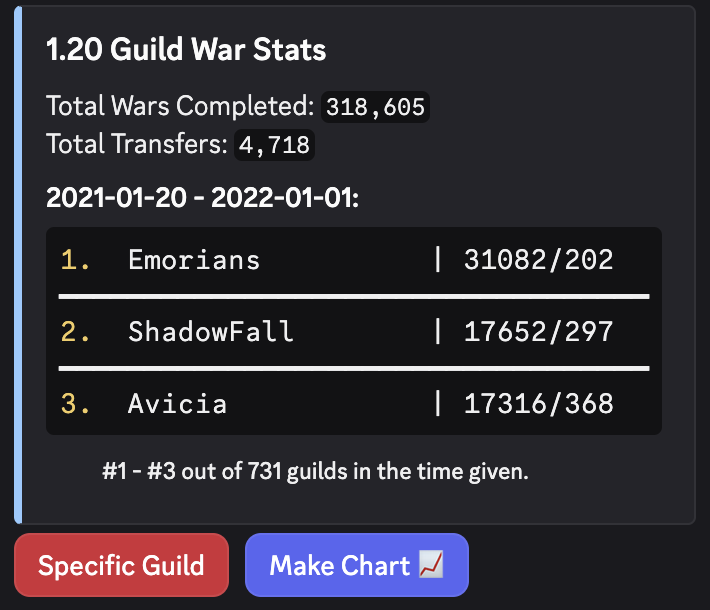 1.20 Guild War Stats
Total Wars Completed: 318,605
Total Transfers: 4,718
2021-01-20 - 2022-01-01:
1. Emorians | 31082/202
2. ShadowFall | 17652/297
3. Avicia | 17316/368
#1 - #3 out of 731 guilds in the time given.
Specific Guild Make Chart 📈